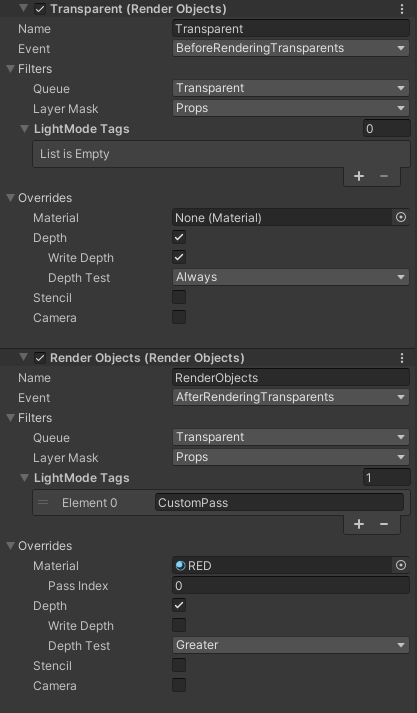 Transparent (Render Objects)
Name Transparent
Event BeforeRenderingTransparents
Filters
Queue Transparent
Layer Mask Props
LightMode Tags 0
List is Empty
Overrides
Material None (Material)
Depth
Write Depth
Depth Test Always
Stencil
Camera
Render Objects (Render Objects)
Name RenderObjects
Event AfterRenderingTransparents
Filters
Queue Transparent
Layer Mask Props
LightMode Tags 1
Element 0 CustomPass
Overrides
Material RED
Pass Index 0
Depth
Write Depth
Depth Test Greater
Stencil
Camera